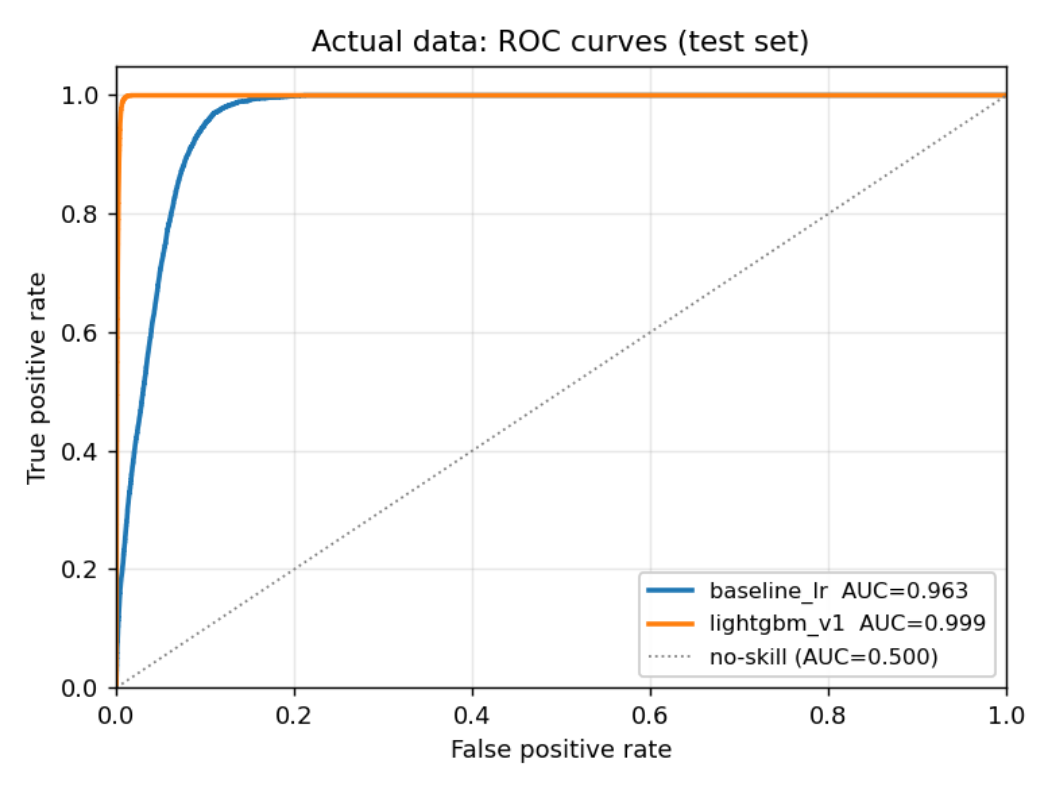 Actual data: ROC curves (test set)
True positive rate
1.0
0.8
0.6
0.4
0.2
0.0
0.0 0.2 0.4 0.6 0.8 1.0
False positive rate
baseline_lr AUC=0.963
lightgbm_v1 AUC=0.999
no-skill (AUC=0.500)